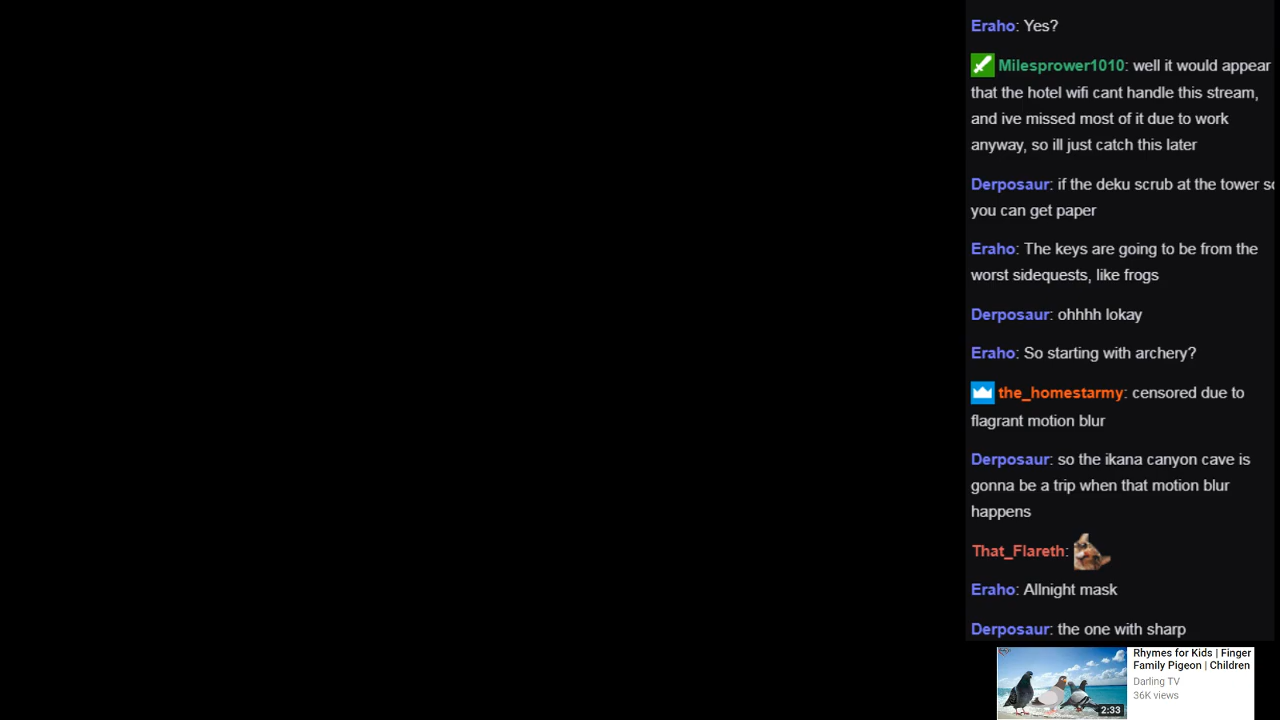 Eraho: Yes?
Milesprower1010: well it would appear
that the hotel wifi cant handle this stream,
and ive missed most of it due to work
anyway, so ill just catch this later
Derposaur: if the deku scrub at the tower so
you can get paper
Eraho: The keys are going to be from the
worst sidequests, like frogs
Derposaur: ohhhh lokay
Eraho: So starting with archery?
the_homestarmy: censored due to
flagrant motion blur
Derposaur: so the ikana canyon cave is
gonna be a trip when that motion blur
happens
That_Flareth:
Eraho: Allnight mask
Derposaur: the one with sharp
Rhymes for Kids | Finger
Family Pigeon | Children
Darling TV
36K views
2:33